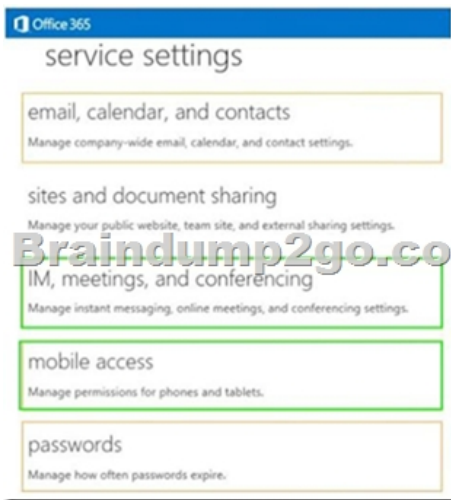 Office 365
service settings
email, calendar, and contacts
Manage company-wide email, calendar, and contact settings.
sites and document sharing
Manage your public website, team site, and external sharing settings.
Braindump2go.co
IM, meetings, and conferencing
Manage instant messaging, online meetings, and conferencing settings.
mobile access
Manage permissions for phones and tablets.
passwords
Manage how often passwords expire.